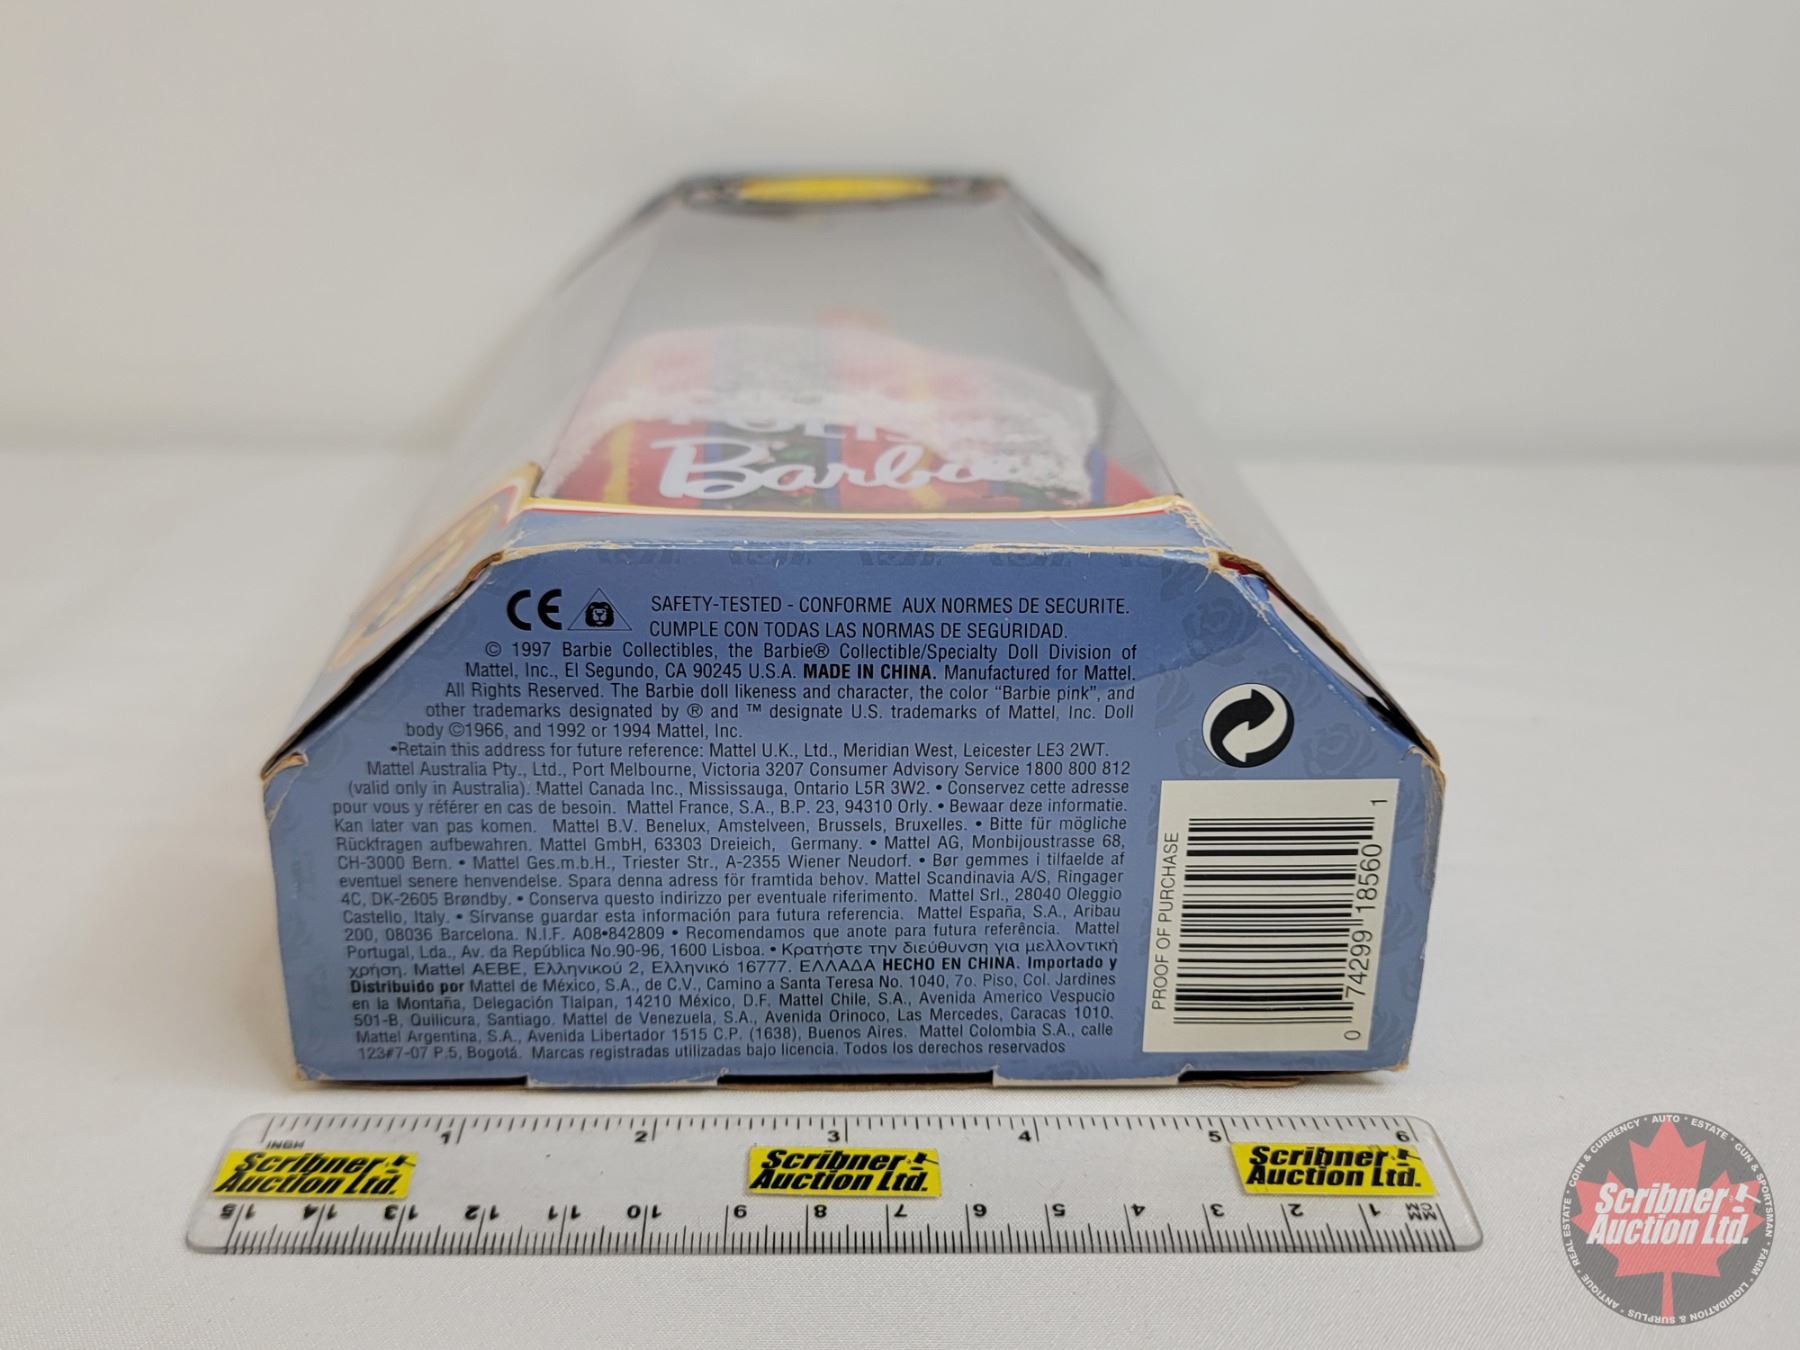 Barbie
CE SAFETY-TESTED - CONFORME AUX NORMES DE SECURITE.
CUMPLE CON TODAS LAS NORMAS DE SEGURIDAD.
© 1997 Barbie Collectibles, the Barbie® Collectible/Specialty Doll Division of
Mattel, Inc., El Segundo, CA 90245 U.S.A. MADE IN CHINA. Manufactured for Mattel.
All Rights Reserved. The Barbie doll likeness and character, the color "Barbie pink", and
other trademarks designated by ® and ™ designate U.S. trademarks of Mattel, Inc. Doll
body ©1966, and 1992 or 1994 Mattel, Inc.
•Retain this address for future reference: Mattel U.K., Ltd., Meridian West, Leicester LE3 2WT.
Mattel Australia Pty., Ltd., Port Melbourne, Victoria 3207 Consumer Advisory Service 1800 800 812
(valid only in Australia). Mattel Canada Inc., Mississauga, Ontario L5R 3W2. • Conservez cette adresse
pour vous y référer en cas de besoin. Mattel France, S.A., B.P. 23, 94310 Orly. • Bewaar deze informatie.
Kan later van pas komen. Mattel B.V. Benelux, Amstelveen, Brussels, Bruxelles. • Bitte für mögliche
Rückfragen aufbewahren. Mattel GmbH, 63303 Dreieich, Germany. • Mattel AG, Monbijoustrasse 68,
CH-3000 Bern. • Mattel Ges.m.b.H., Triester Str., A-2355 Wiener Neudorf. • Bør gemmes i tilfaelde af
eventuel senere henvendelse. Spara denna adress för framtida behov. Mattel Scandinavia A/S, Ringager
4C, DK-2605 Brøndby. • Conserva questo indirizzo per eventuale riferimento. Mattel Srl., 28040 Oleggio
Castello, Italy. • Sírvanse guardar esta información para futura referencia. Mattel España, S.A., Aribau
200, 08036 Barcelona. N.I.F. A08•842809 • Recomendamos que anote para futura referência. Mattel
Portugal, Lda., Av. da República No.90-96, 1600 Lisboa. • Κρατήστε την διεύθυνση για μελλοντική
χρήση. Mattel AEBE, Ελληνικού 2, Ελληνικό 16777. ΕΛΛΑΔΑ HECHO EN CHINA. Importado y
Distribuido por Mattel de México, S.A., de C.V., Camino a Santa Teresa No. 1040, 7o. Piso, Col. Jardines
en la Montaña, Delegación Tlalpan, 14210 México, D.F. Mattel Chile, S.A., Avenida Americo Vespucio
501-B, Quilicura, Santiago. Mattel de Venezuela, S.A., Avenida Orinoco, Las Mercedes, Caracas 1010.
Mattel Argentina, S.A., Avenida Libertador 1515 C.P. (1638), Buenos Aires. Mattel Colombia S.A., calle
123#7-07 P.5, Bogotá. Marcas registradas utilizadas bajo licencia. Todos los derechos reservados
PROOF OF PURCHASE
0 74299 18560 1
INCH 1 2 3 4 5 6
Scribner Auction Ltd.
Scribner Auction Ltd.
Scribner Auction Ltd.
15 14 13 12 11 10 9 8 7 6 5 4 3 2 1 MM CM
Scribner
Auction Ltd.
REAL ESTATE · COIN & CURRENCY · AUTO · ESTATE · GUN & SPORTSMAN · FARM · LIQUIDATION & SURPLUS · ANTIQUE